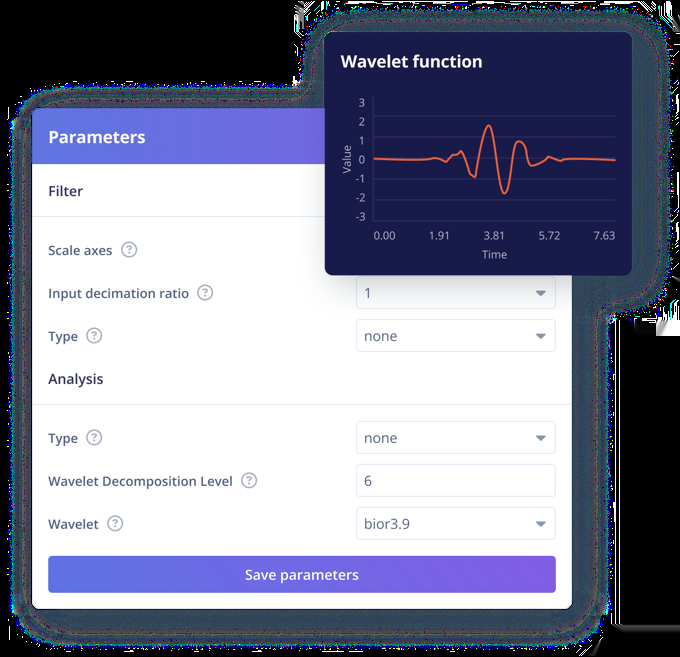 Wavelet function
3
2
1
0
-1
-2
-3
Value
0.00 1.91 3.81 5.72 7.63
Time
Parameters
Filter
Scale axes ?
Input decimation ratio ? 1
Type ? none
Analysis
Type ? none
Wavelet Decomposition Level ? 6
Wavelet ? bior3.9
Save parameters